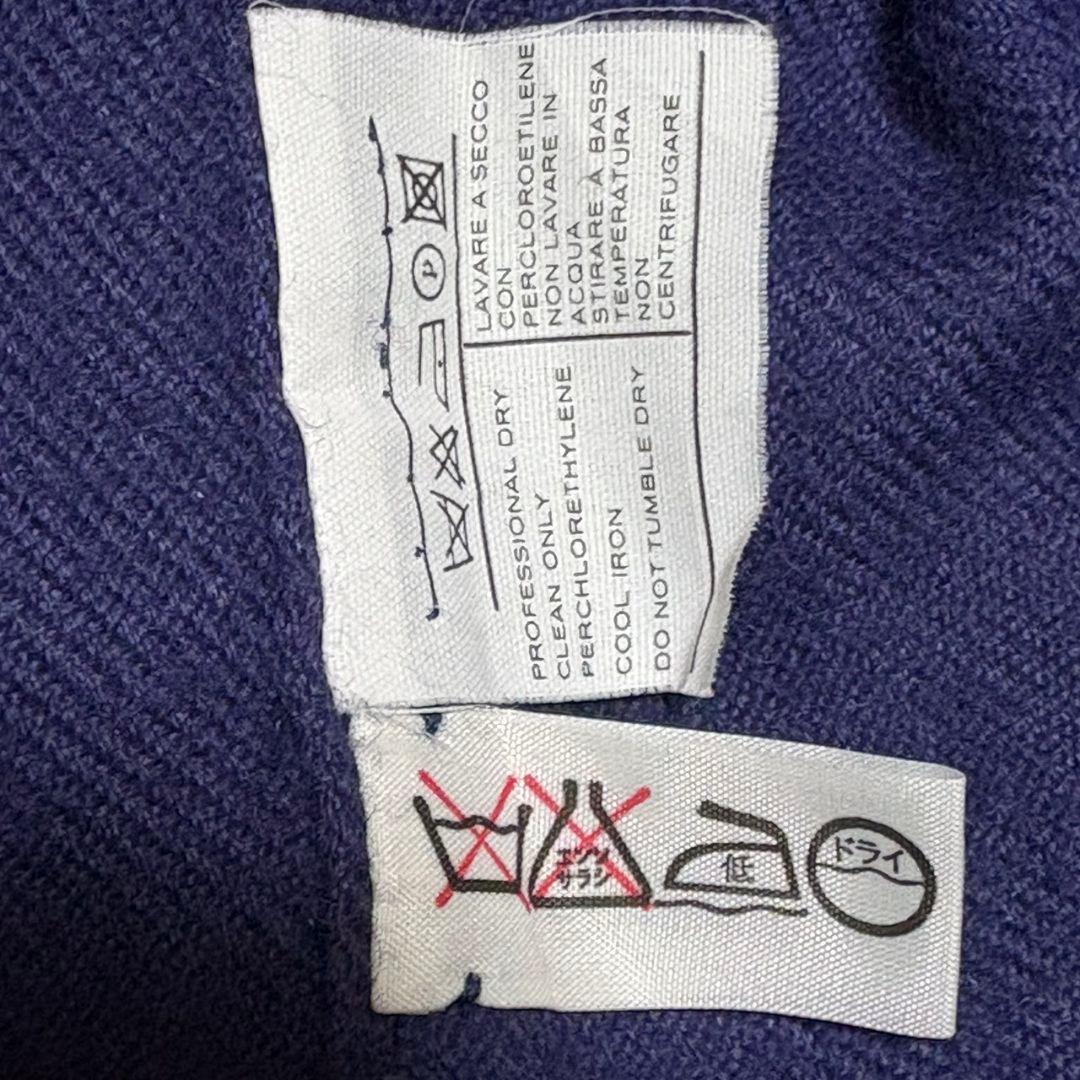 LAVARE A SECCO
CON
PERCLOROETILENE
NON LAVARE IN
ACQUA
STIRARE A BASSA
TEMPERATURA
NON
CENTRIFUGARE
PROFESSIONAL DRY
CLEAN ONLY
PERCHLORETHYLENE
COOL IRON
DO NOT TUMBLE DRY
P
エンソ
サラシ
低
ドライ